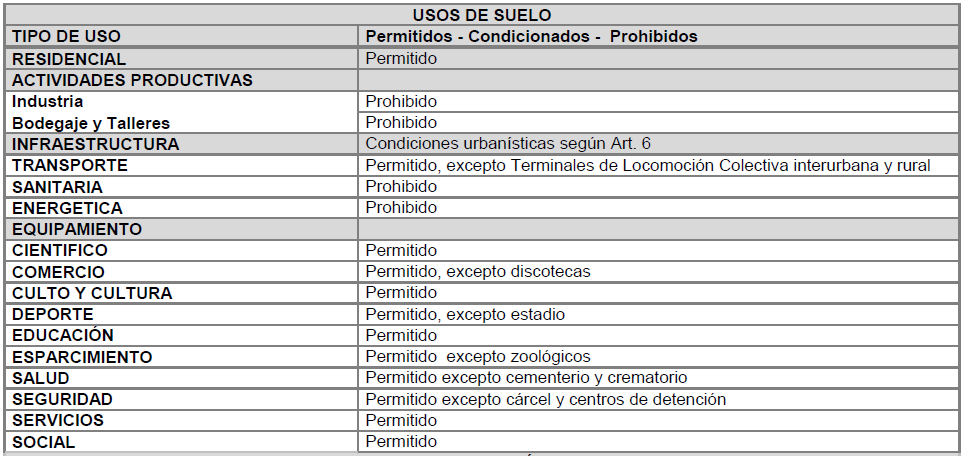 USOS DE SUELO
TIPO DE USO Permitidos - Condicionados - Prohibidos
RESIDENCIAL Permitido
ACTIVIDADES PRODUCTIVAS
Industria Prohibido
Bodegaje y Talleres Prohibido
INFRAESTRUCTURA Condiciones urbanísticas según Art. 6
TRANSPORTE Permitido, excepto Terminales de Locomoción Colectiva interurbana y rural
SANITARIA Prohibido
ENERGETICA Prohibido
EQUIPAMIENTO
CIENTIFICO Permitido
COMERCIO Permitido, excepto discotecas
CULTO Y CULTURA Permitido
DEPORTE Permitido, excepto estadio
EDUCACIÓN Permitido
ESPARCIMIENTO Permitido excepto zoológicos
SALUD Permitido excepto cementerio y crematorio
SEGURIDAD Permitido excepto cárcel y centros de detención
SERVICIOS Permitido
SOCIAL Permitido